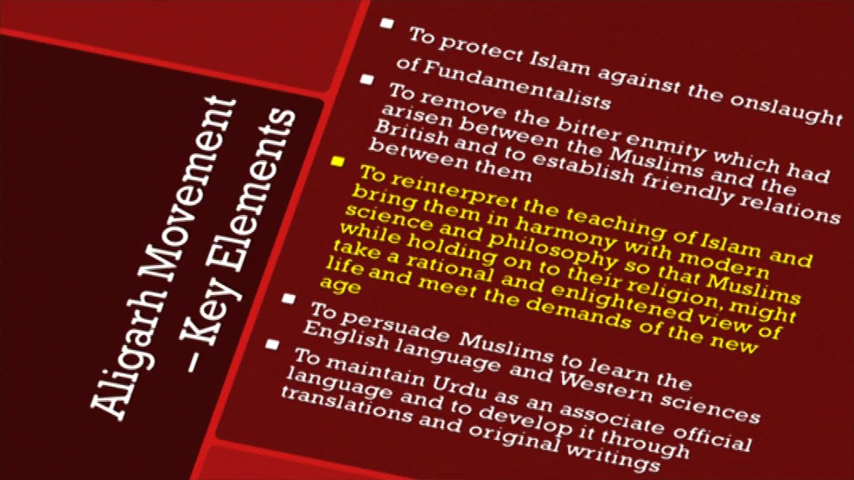 Aligarh Movement
– Key Elements
To protect Islam against the onslaught
of Fundamentalists
To remove the bitter enmity which had
arisen between the Muslims and the
British and to establish friendly relations
between them
To reinterpret the teaching of Islam and
bring them in harmony with modern
science and philosophy so that Muslims
while holding on to their religion, might
take a rational and enlightened view of
life and meet the demands of the new
age
To persuade Muslims to learn the
English language and Western sciences
To maintain Urdu as an associate official
language and to develop it through
translations and original writings